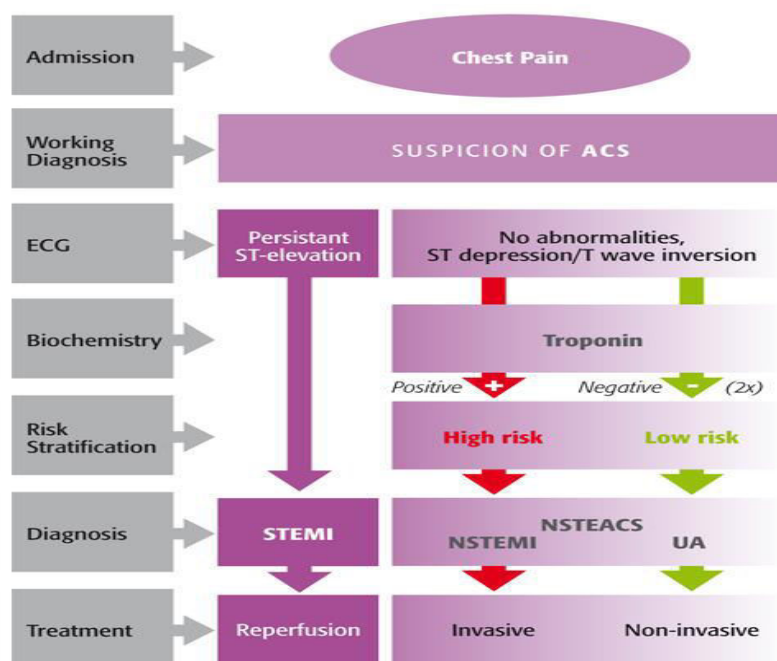 Admission
Chest Pain
Working
Diagnosis
SUSPICION OF ACS
ECG
Persistant
ST-elevation
No abnormalities,
ST depression/T wave inversion
Biochemistry
Troponin
Positive + Negative - (2x)
Risk
Stratification
High risk
Low risk
Diagnosis
STEMI
NSTEACS
NSTEMI
UA
Treatment
Reperfusion
Invasive
Non-invasive